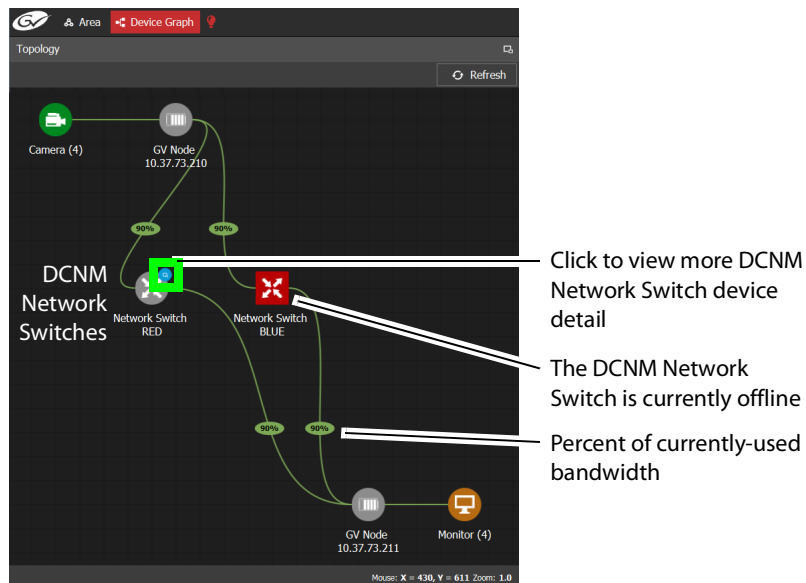 GV Area Device Graph
Topology
Refresh
Camera (4)
GV Node
10.37.73.210
90% 90%
DCNM
Network
Switches
Network Switch
RED
Network Switch
BLUE
Click to view more DCNM
Network Switch device
detail
The DCNM Network
Switch is currently offline
90% 90%
Percent of currently-used
bandwidth
GV Node
10.37.73.211
Monitor (4)
Mouse: X = 430, Y = 611 Zoom: 1.0